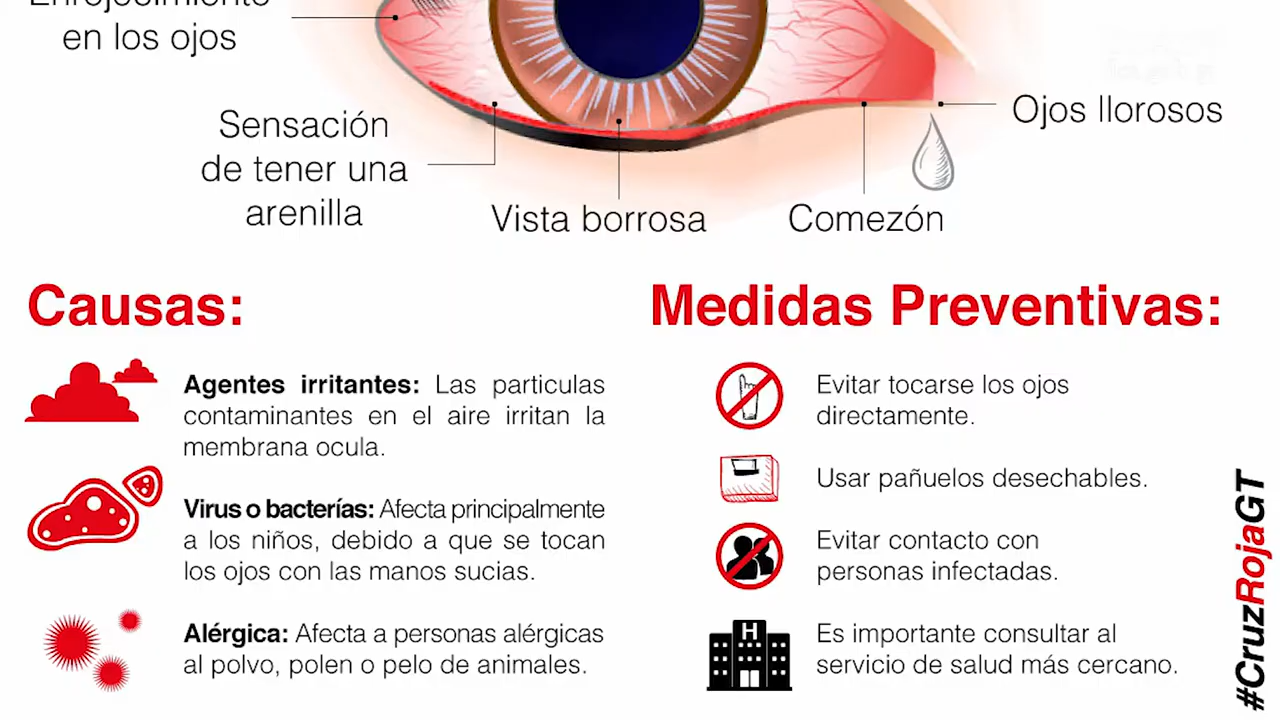 en los ojos
Sensación
de tener una
arenilla
Vista borrosa
Comezón
Ojos llorosos
Causas:
Agentes irritantes: Las particulas
contaminantes en el aire irritan la
membrana ocula.
Virus o bacterías: Afecta principalmente
a los niños, debido a que se tocan
los ojos con las manos sucias.
Alérgica: Afecta a personas alérgicas
al polvo, polen o pelo de animales.
Medidas Preventivas:
Evitar tocarse los ojos
directamente.
Usar pañuelos desechables.
Evitar contacto con
personas infectadas.
H
Es importante consultar al
servicio de salud más cercano.
#CruzRojaGT